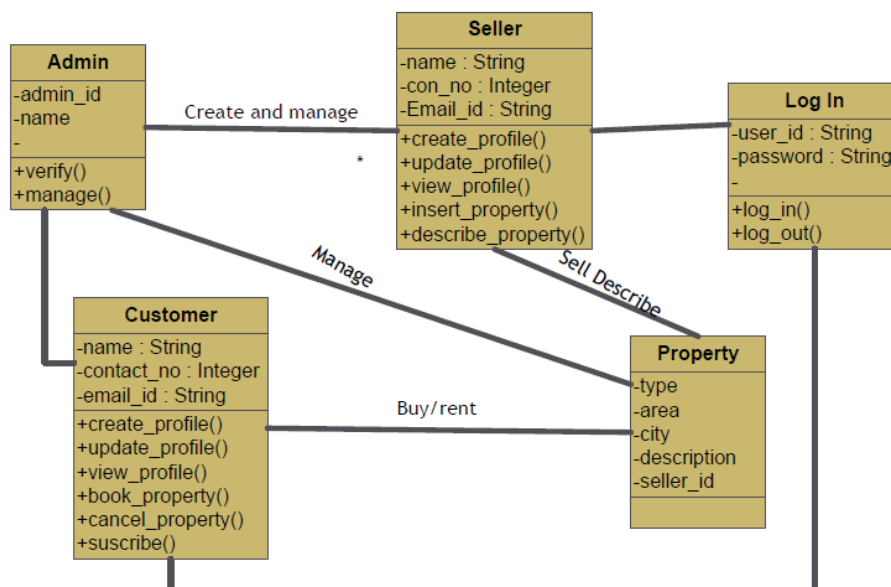 Admin
-admin_id
-name
-
+verify()
+manage()
Create and manage
*
Seller
-name : String
-con_no : Integer
-Email_id : String
+create_profile()
+update_profile()
+view_profile()
+insert_property()
+describe_property()
Log In
-user_id : String
-password : String
-
+log_in()
+log_out()
Manage
Sell Describe
Customer
-name : String
-contact_no : Integer
-email_id : String
+create_profile()
+update_profile()
+view_profile()
+book_property()
+cancel_property()
+suscribe()
Buy/rent
Property
-type
-area
-city
-description
-seller_id